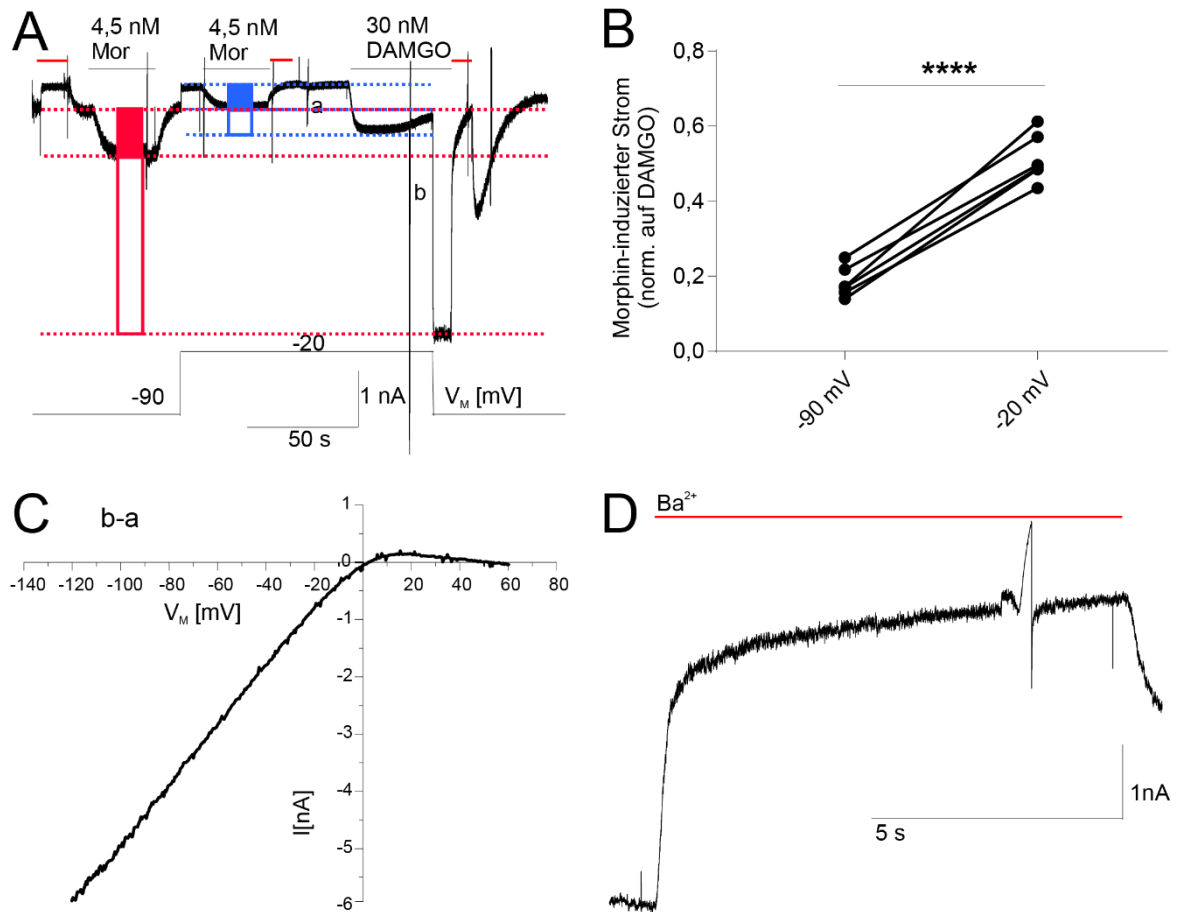 A
4,5 nM
Mor
4,5 nM
Mor
30 nM
DAMGO
a
b
-20
-90
1 nA
V_M [mV]
50 s
B
****
Morphin-induzierter Strom
(norm. auf DAMGO)
0,8
0,6
0,4
0,2
0,0
-90 mV
-20 mV
C
b-a
1
0
-140 -120 -100 -80 -60 -40 -20 0 20 40 60 80
V_M [mV]
-1
-2
-3
-4
-5
-6
I[nA]
D
Ba²⁺
1nA
5 s